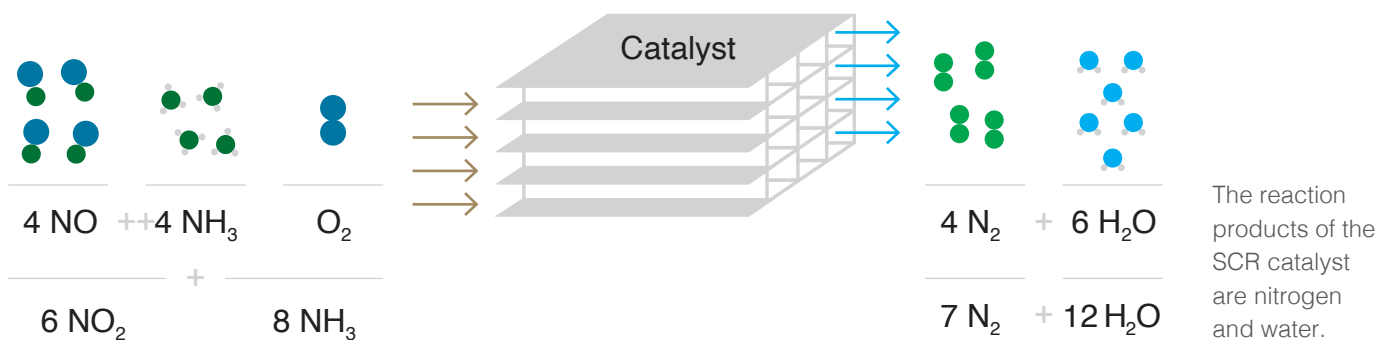 Catalyst
4 NO ++ 4 NH₃ O₂
4 N₂ + 6 H₂O
+
6 NO₂ 8 NH₃
7 N₂ + 12 H₂O
The reaction
products of the
SCR catalyst
are nitrogen
and water.